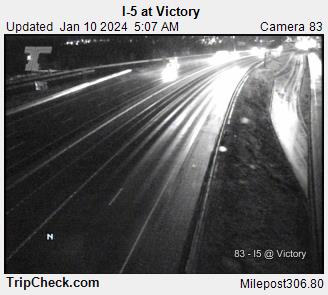 I-5 at Victory
Updated  Jan 10 2024  5:07 AM
Camera 83
T
N
83 - I5 @ Victory
TripCheck.com
Milepost306.80